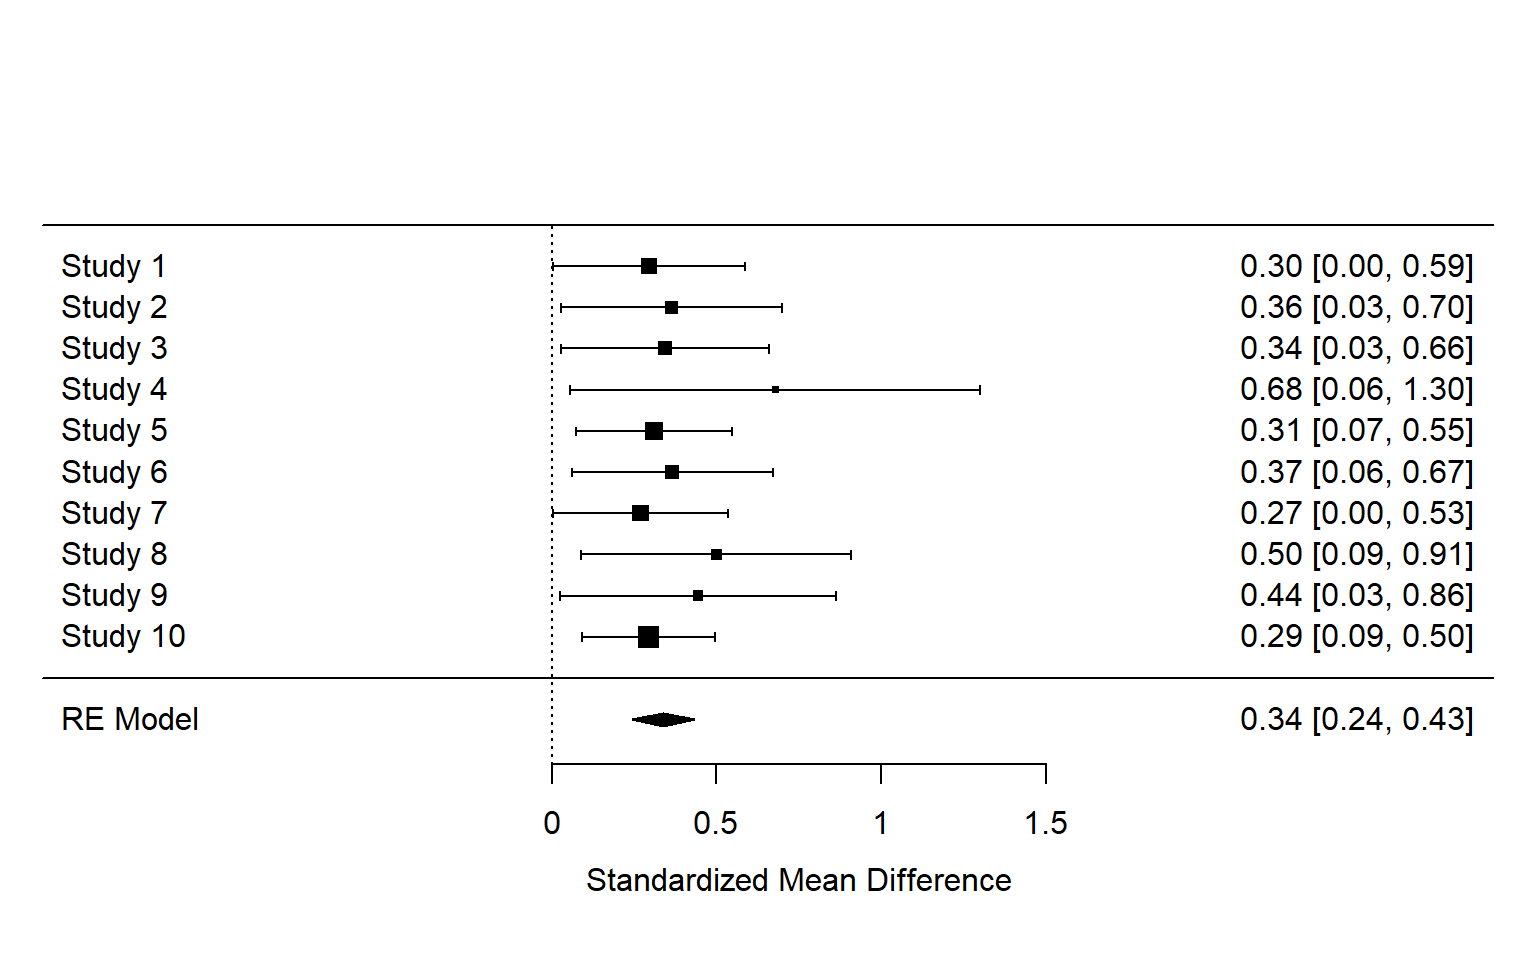 Study 1 0.30 [0.00, 0.59]
Study 2 0.36 [0.03, 0.70]
Study 3 0.34 [0.03, 0.66]
Study 4 0.68 [0.06, 1.30]
Study 5 0.31 [0.07, 0.55]
Study 6 0.37 [0.06, 0.67]
Study 7 0.27 [0.00, 0.53]
Study 8 0.50 [0.09, 0.91]
Study 9 0.44 [0.03, 0.86]
Study 10 0.29 [0.09, 0.50]
RE Model 0.34 [0.24, 0.43]
0 0.5 1 1.5
Standardized Mean Difference